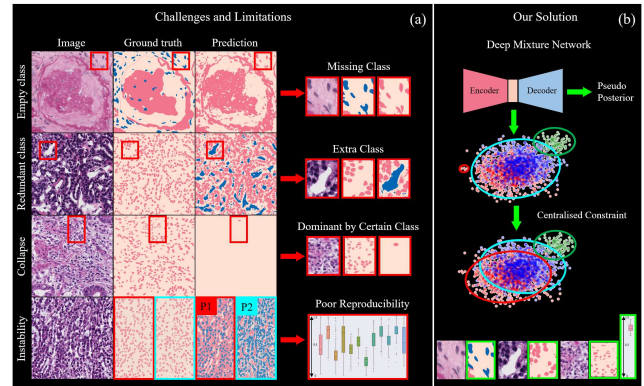 Challenges and Limitations
(a)
Image
Ground truth
Prediction
Empty class
Missing Class
Redundant class
Extra Class
Collapse
Dominant by Certain Class
Instability
P1
P2
Poor Reproducibility
(b)
Our Solution
Deep Mixture Network
Encoder
Decoder
Pseudo
Posterior
Centralised Constraint